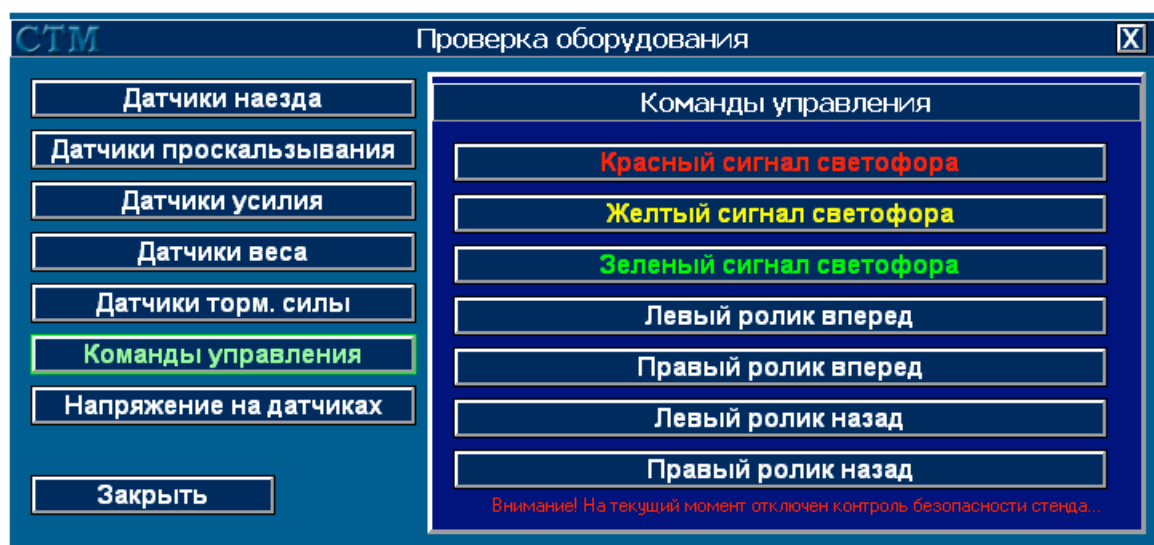 СТМ
Проверка оборудования
X
Датчики наезда
Датчики проскальзывания
Датчики усилия
Датчики веса
Датчики торм. силы
Команды управления
Напряжение на датчиках
Закрыть
Команды управления
Красный сигнал светофора
Желтый сигнал светофора
Зеленый сигнал светофора
Левый ролик вперед
Правый ролик вперед
Левый ролик назад
Правый ролик назад
Внимание! На текущий момент отключен контроль безопасности стенда...